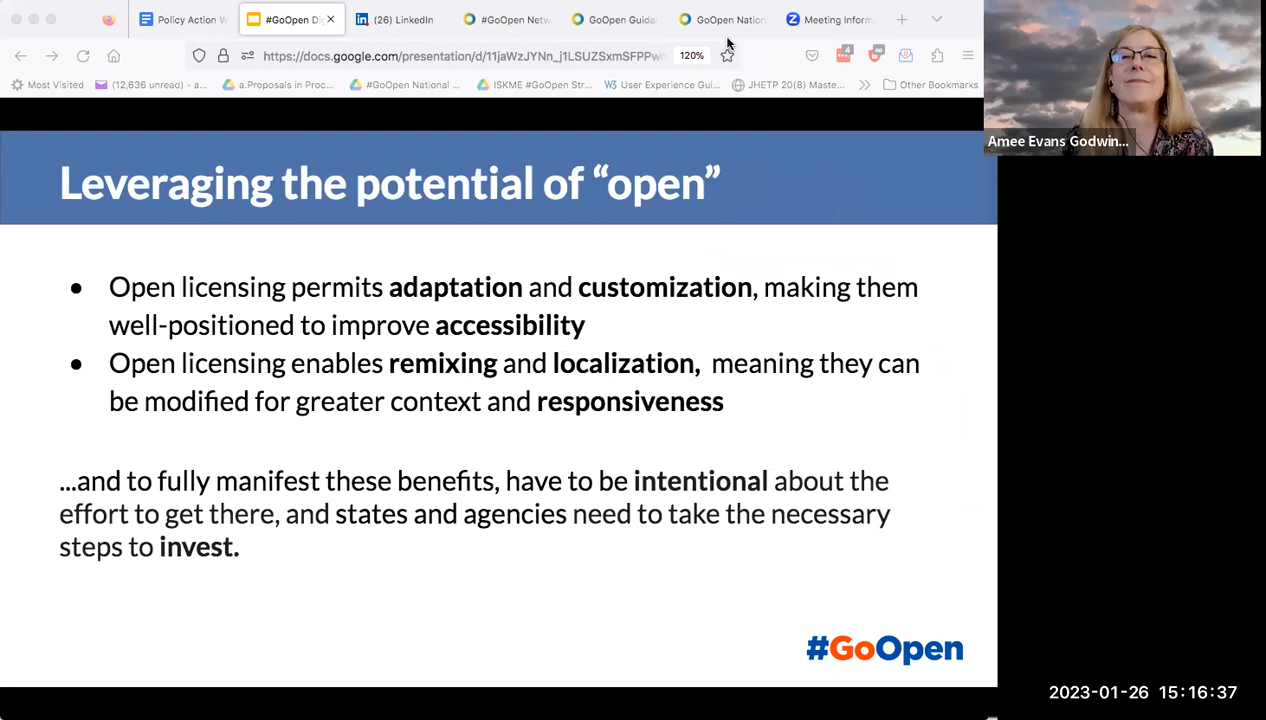 Policy Action W
#GoOpen Di
(26) LinkedIn
#GoOpen Netw
GoOpen Guida
GoOpen Nation
Meeting Inform
https://docs.google.com/presentation/d/11jaWzJYNn_j1LSUZSxmSFPPwn
120%
4
Most Visited
(12,636 unread) - a...
a.Proposals in Proc...
#GoOpen National ...
ISKME #GoOpen Str...
User Experience Gui...
JHETP 20(8) Maste...
Other Bookmarks
Amee Evans Godwin...
Leveraging the potential of “open”
• Open licensing permits adaptation and customization, making them
well-positioned to improve accessibility
• Open licensing enables remixing and localization, meaning they can
be modified for greater context and responsiveness
...and to fully manifest these benefits, have to be intentional about the
effort to get there, and states and agencies need to take the necessary
steps to invest.
#GoOpen
2023-01-26 15:16:37